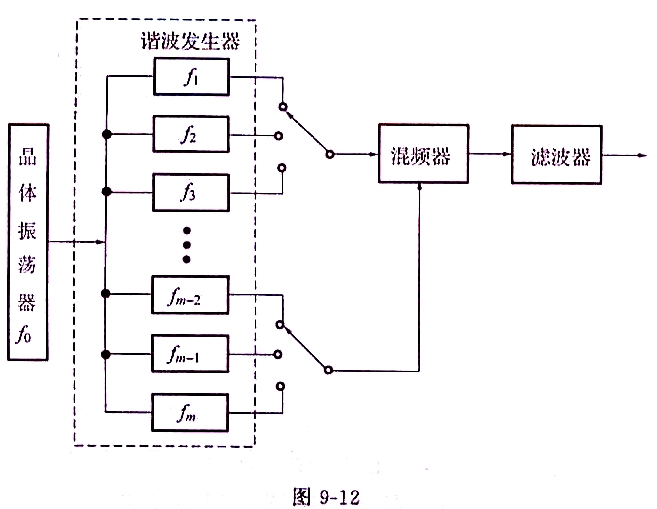 谐波发生器
f₁
f₂
f₃
fₘ₋₂
fₘ₋₁
fₘ
晶体振荡器 f₀
混频器
滤波器
图 9-12